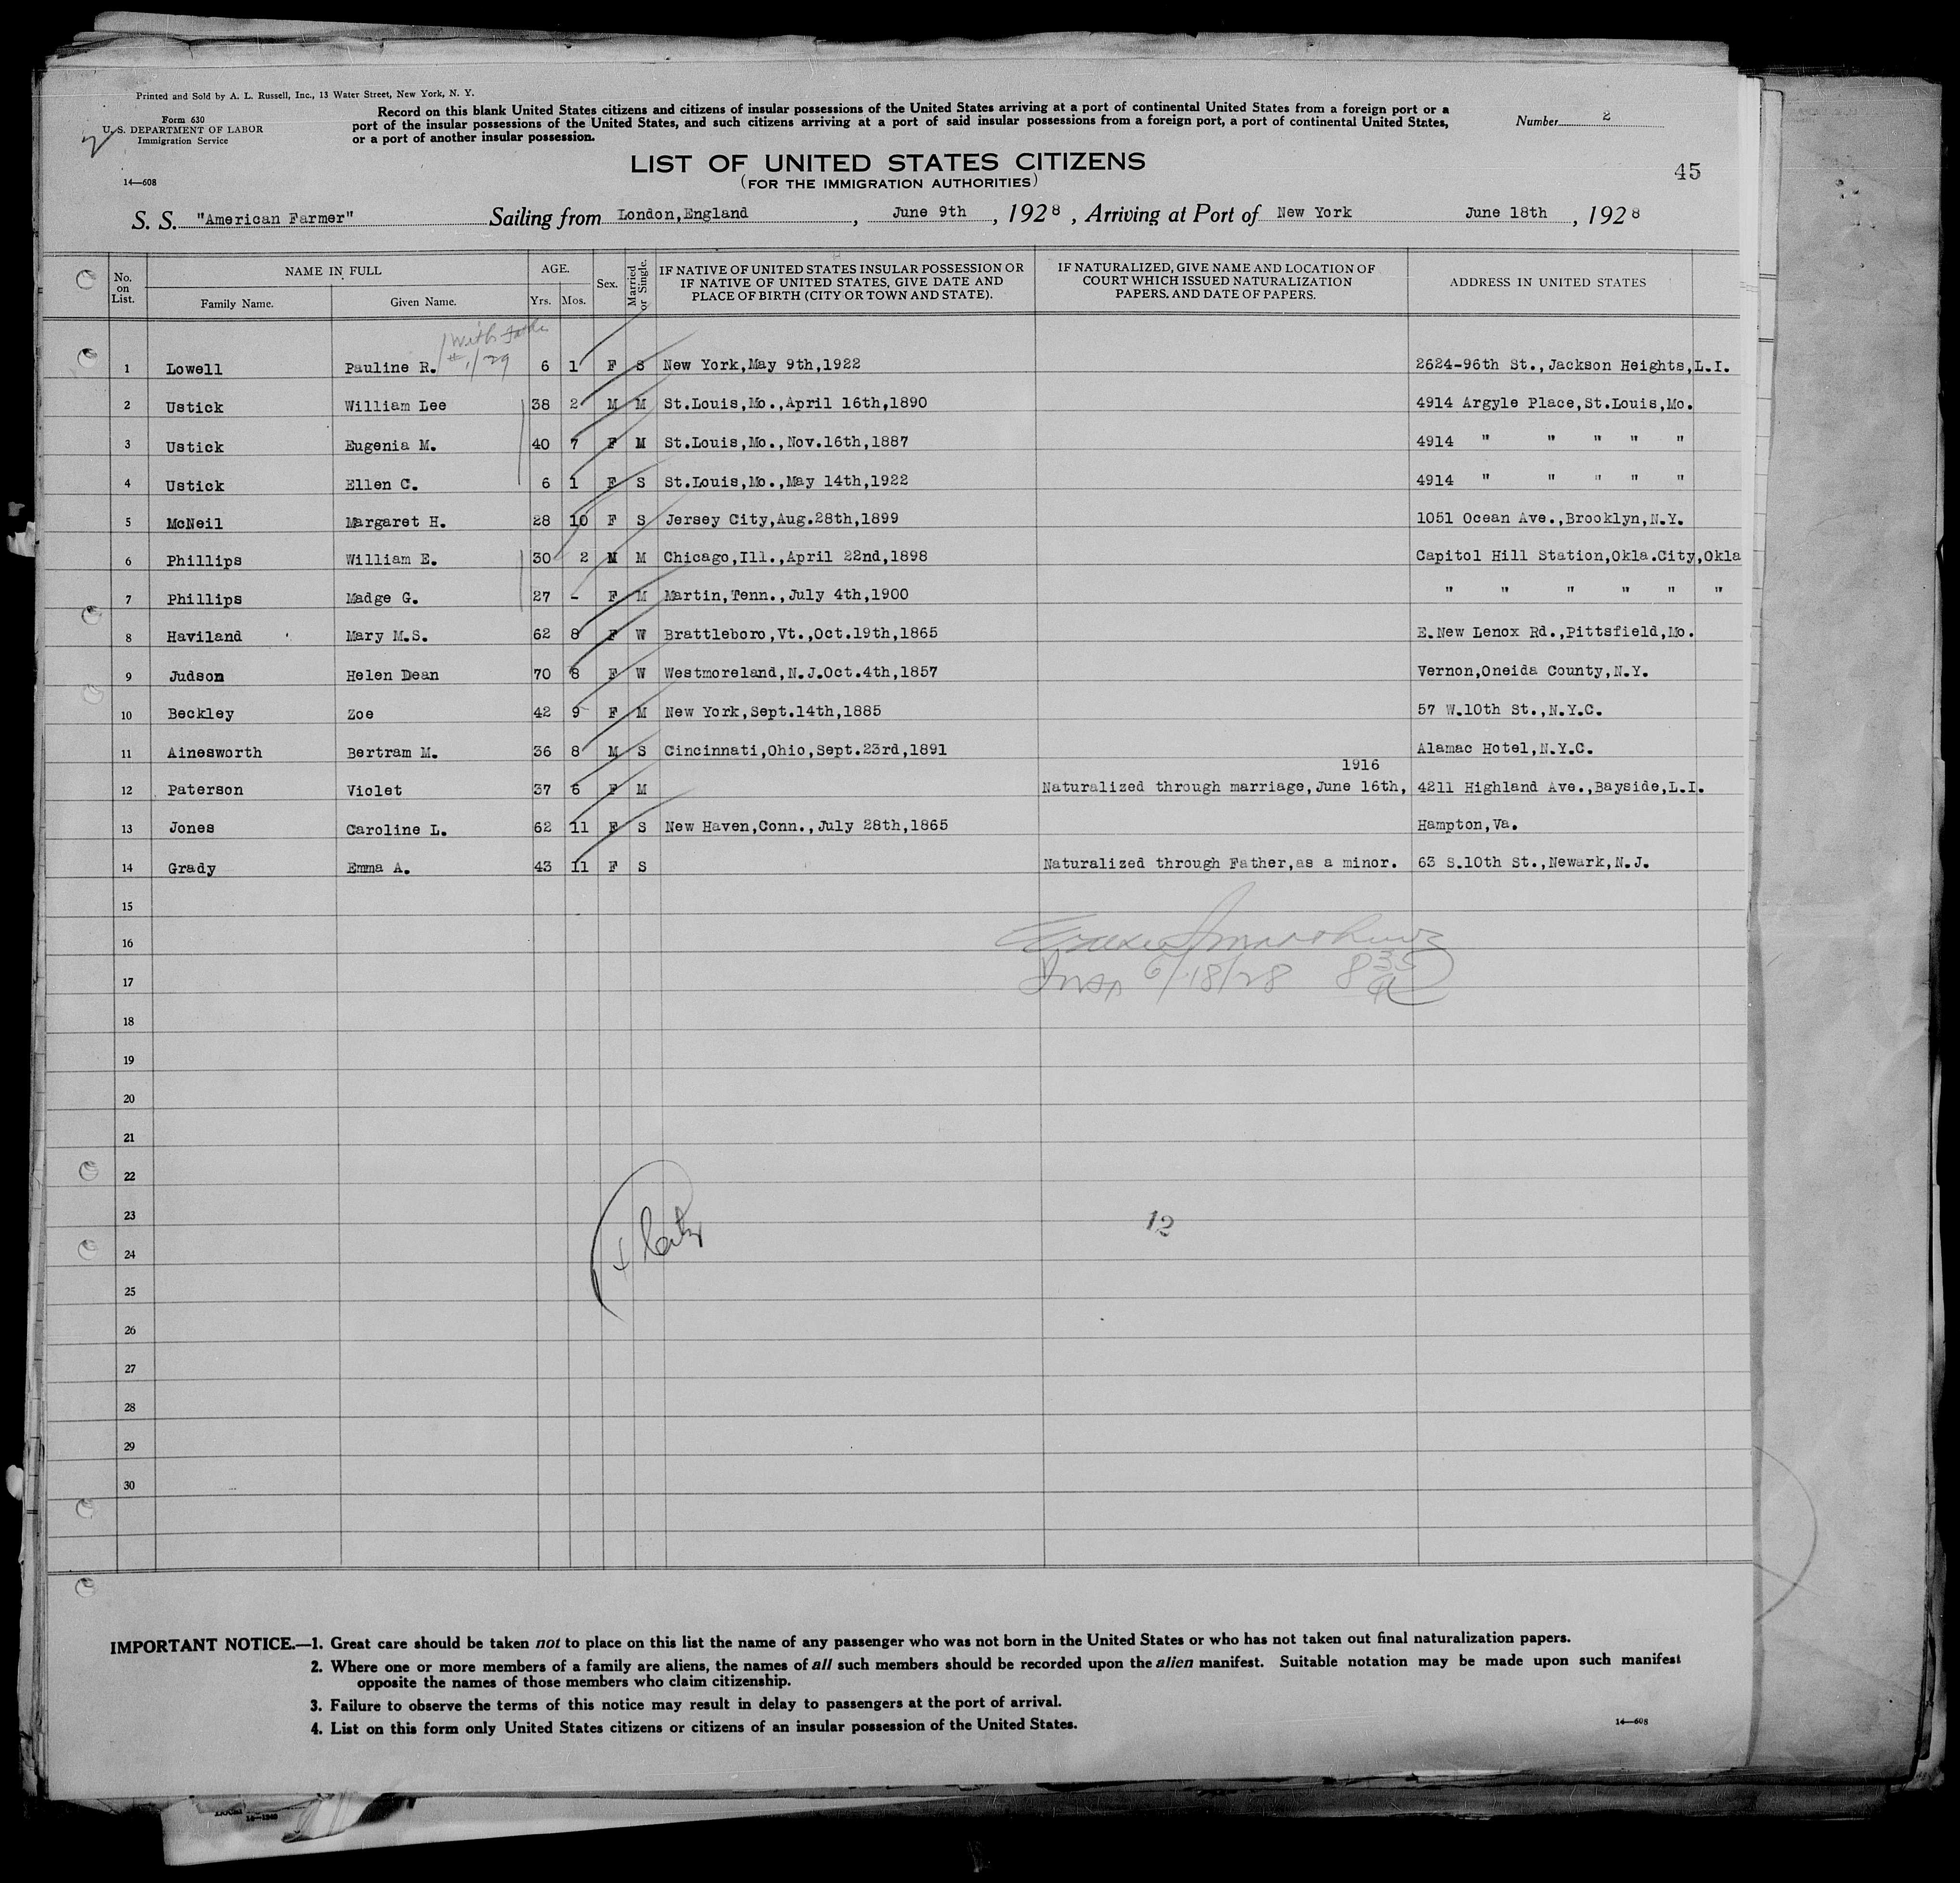 Printed and Sold by A. L. Russell, Inc., 13 Water Street, New York, N. Y.
Form 630
U. S. DEPARTMENT OF LABOR
Immigration Service
14—608
Record on this blank United States citizens and citizens of insular possessions of the United States arriving at a port of continental United States from a foreign port or a
port of the insular possessions of the United States, and such citizens arriving at a port of said insular possessions from a foreign port, a port of continental United States,
or a port of another insular possession.
Number 2
LIST OF UNITED STATES CITIZENS
(FOR THE IMMIGRATION AUTHORITIES)
45
S. S. "American Farmer" Sailing from London,England, June 9th, 1928, Arriving at Port of New York June 18th, 1928
No. on List. NAME IN FULL AGE. Sex. Married or Single. IF NATIVE OF UNITED STATES INSULAR POSSESSION OR IF NATIVE OF UNITED STATES, GIVE DATE AND PLACE OF BIRTH (CITY OR TOWN AND STATE). IF NATURALIZED, GIVE NAME AND LOCATION OF COURT WHICH ISSUED NATURALIZATION PAPERS, AND DATE OF PAPERS. ADDRESS IN UNITED STATES
Family Name. Given Name. Yrs. Mos.
With
#1/29
1 Lowell Pauline R. 6 1 F S New York,May 9th,1922 2624-96th St.,Jackson Heights,L.I.
2 Ustick William Lee 38 2 M M St.Louis,Mo.,April 16th,1890 4914 Argyle Place,St.Louis,Mo.
3 Ustick Eugenia M. 40 7 F M St.Louis,Mo.,Nov.16th,1887 4914 " " " " "
4 Ustick Ellen C. 6 1 F S St.Louis,Mo.,May 14th,1922 4914 " " " " "
5 McNeil Margaret H. 28 10 F S Jersey City,Aug.28th,1899 1051 Ocean Ave.,Brooklyn,N.Y.
6 Phillips William E. 30 2 M M Chicago,Ill.,April 22nd,1898 Capitol Hill Station,Okla.City,Okla
7 Phillips Madge G. 27 - F M Martin,Tenn.,July 4th,1900 " " " " " "
8 Haviland Mary M.S. 62 8 F W Brattleboro,Vt.,Oct.19th,1865 E.New Lenox Rd.,Pittsfield,Mo.
9 Judson Helen Dean 70 8 F W Westmoreland,N.J.Oct.4th,1857 Vernon,Oneida County,N.Y.
10 Beckley Zoe 42 9 F M New York,Sept.14th,1885 57 W.10th St.,N.Y.C.
11 Ainesworth Bertram M. 36 8 M S Cincinnati,Ohio,Sept.23rd,1891 Alamac Hotel,N.Y.C.
1916
12 Paterson Violet 37 6 F M Naturalized through marriage,June 16th, 4211 Highland Ave.,Bayside,L.I.
13 Jones Caroline L. 62 11 F S New Haven,Conn.,July 28th,1865 Hampton,Va.
14 Grady Emma A. 43 11 F S Naturalized through Father,as a minor. 63 S.10th St.,Newark,N.J.
15
16
17 Insp 6/18/28 8 35 a
18
19
20
21
22
23 12
24
25
26
27
28
29
30
IMPORTANT NOTICE.—1. Great care should be taken not to place on this list the name of any passenger who was not born in the United States or who has not taken out final naturalization papers.
2. Where one or more members of a family are aliens, the names of all such members should be recorded upon the alien manifest. Suitable notation may be made upon such manifest
opposite the names of those members who claim citizenship.
3. Failure to observe the terms of this notice may result in delay to passengers at the port of arrival.
4. List on this form only United States citizens or citizens of an insular possession of the United States.
14—608